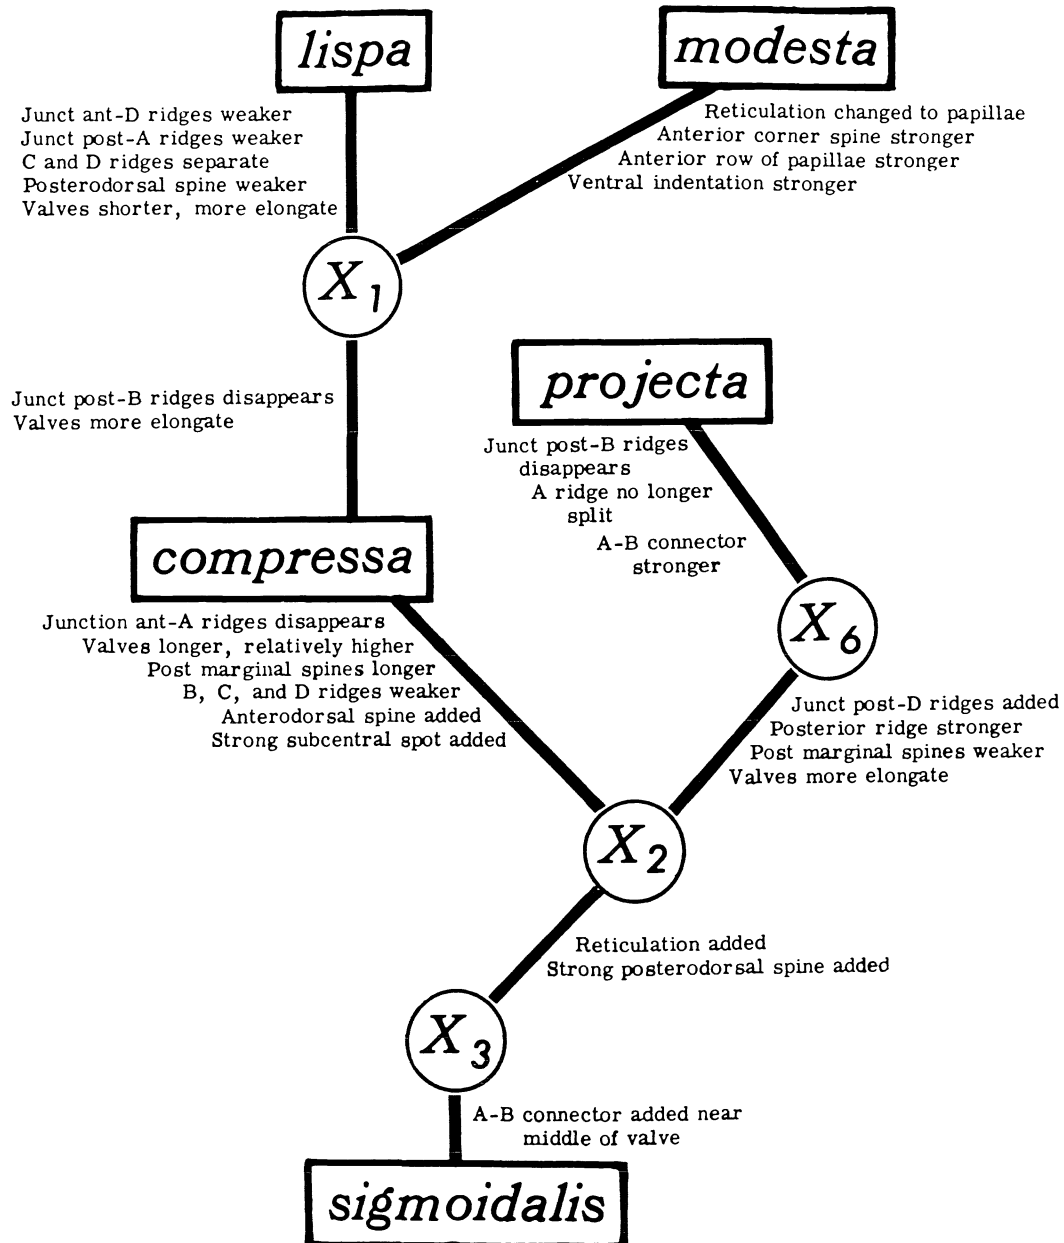 lispa
modesta
Junct ant-D ridges weaker
Junct post-A ridges weaker
C and D ridges separate
Posterodorsal spine weaker
Valves shorter, more elongate
Reticulation changed to papillae
Anterior corner spine stronger
Anterior row of papillae stronger
Ventral indentation stronger
X1
Junct post-B ridges disappears
Valves more elongate
projecta
Junct post-B ridges
disappears
A ridge no longer
split
A-B connector
stronger
compressa
X6
Junction ant-A ridges disappears
Valves longer, relatively higher
Post marginal spines longer
B, C, and D ridges weaker
Anterodorsal spine added
Strong subcentral spot added
Junct post-D ridges added
Posterior ridge stronger
Post marginal spines weaker
Valves more elongate
X2
Reticulation added
Strong posterodorsal spine added
X3
A-B connector added near
middle of valve
sigmoidalis